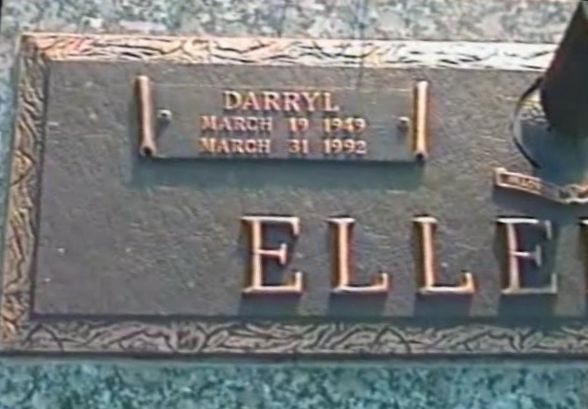 DARRYL
MARCH 19 1949
MARCH 31 1992
ELLE